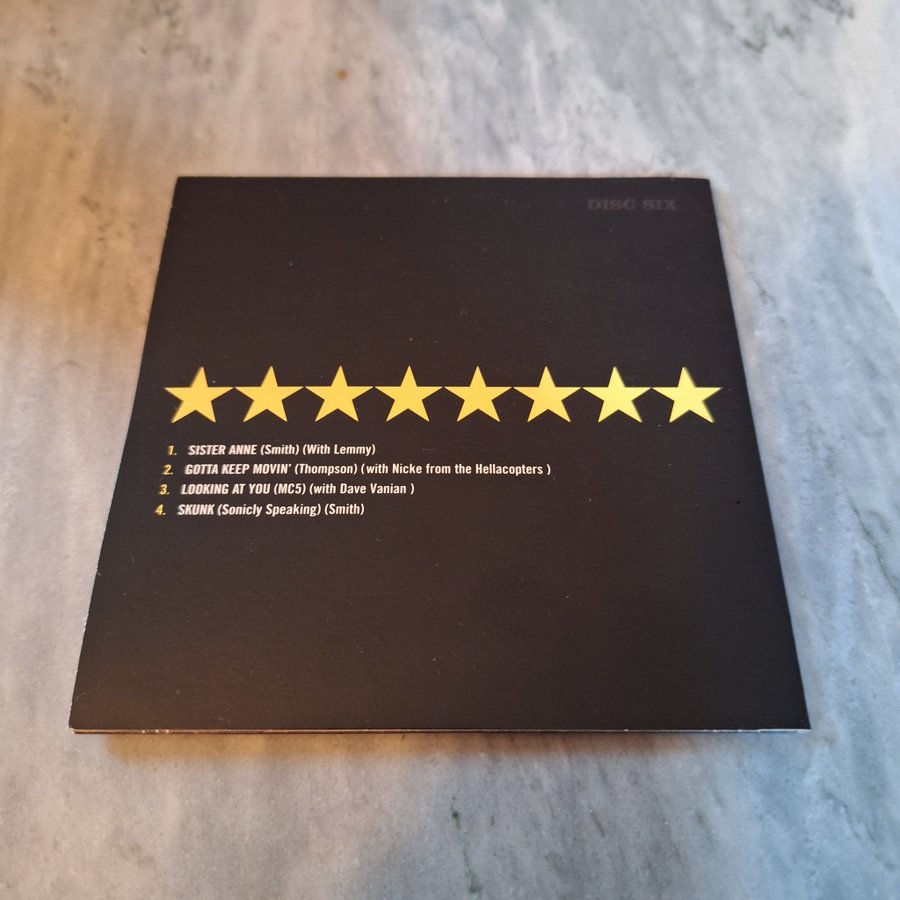 DISC SIX
1. SISTER ANNE (Smith) (With Lemmy)
2. GOTTA KEEP MOVIN' (Thompson) (with Nicke from the Hellacopters )
3. LOOKING AT YOU (MC5) (with Dave Vanian )
4. SKUNK (Sonicly Speaking) (Smith)